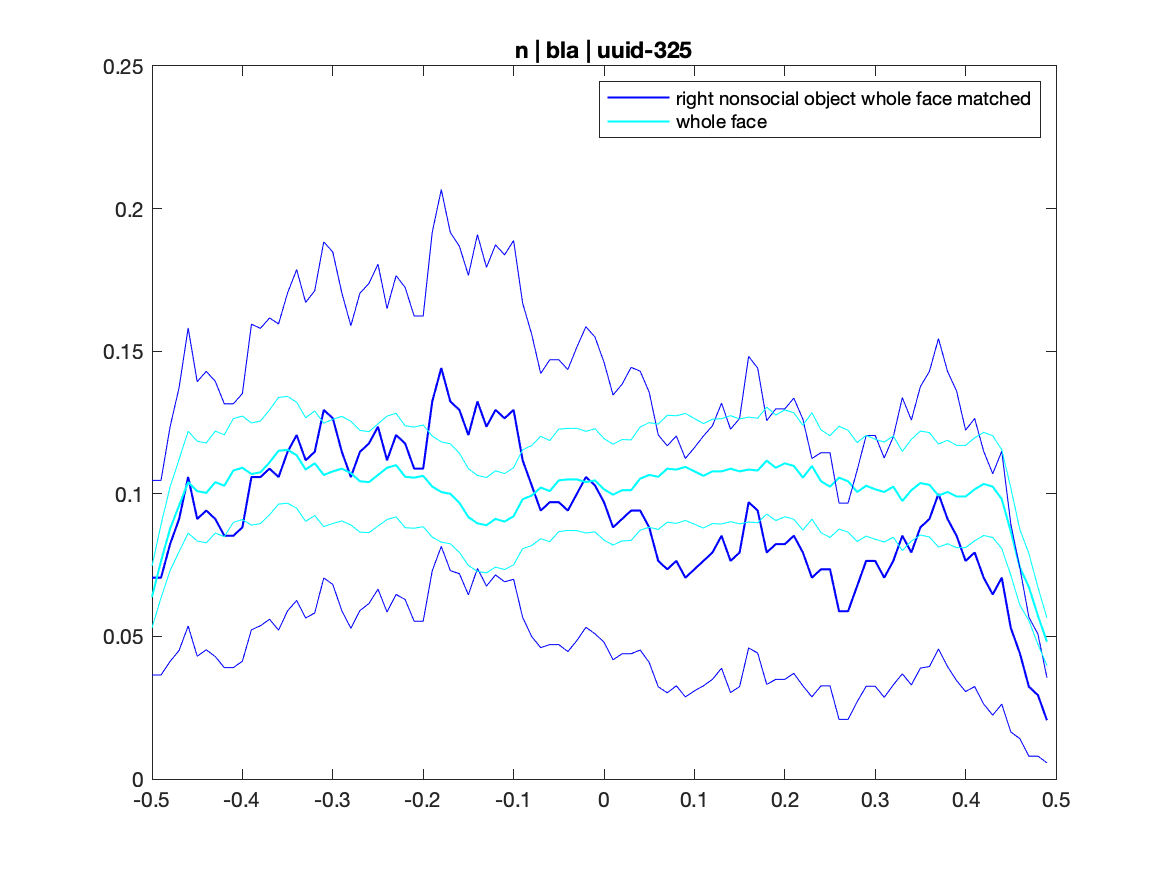 n | bla | uuid-325
0.25
right nonsocial object whole face matched
whole face
0.2
0.15
0.1
0.05
0
-0.5 -0.4 -0.3 -0.2 -0.1 0 0.1 0.2 0.3 0.4 0.5